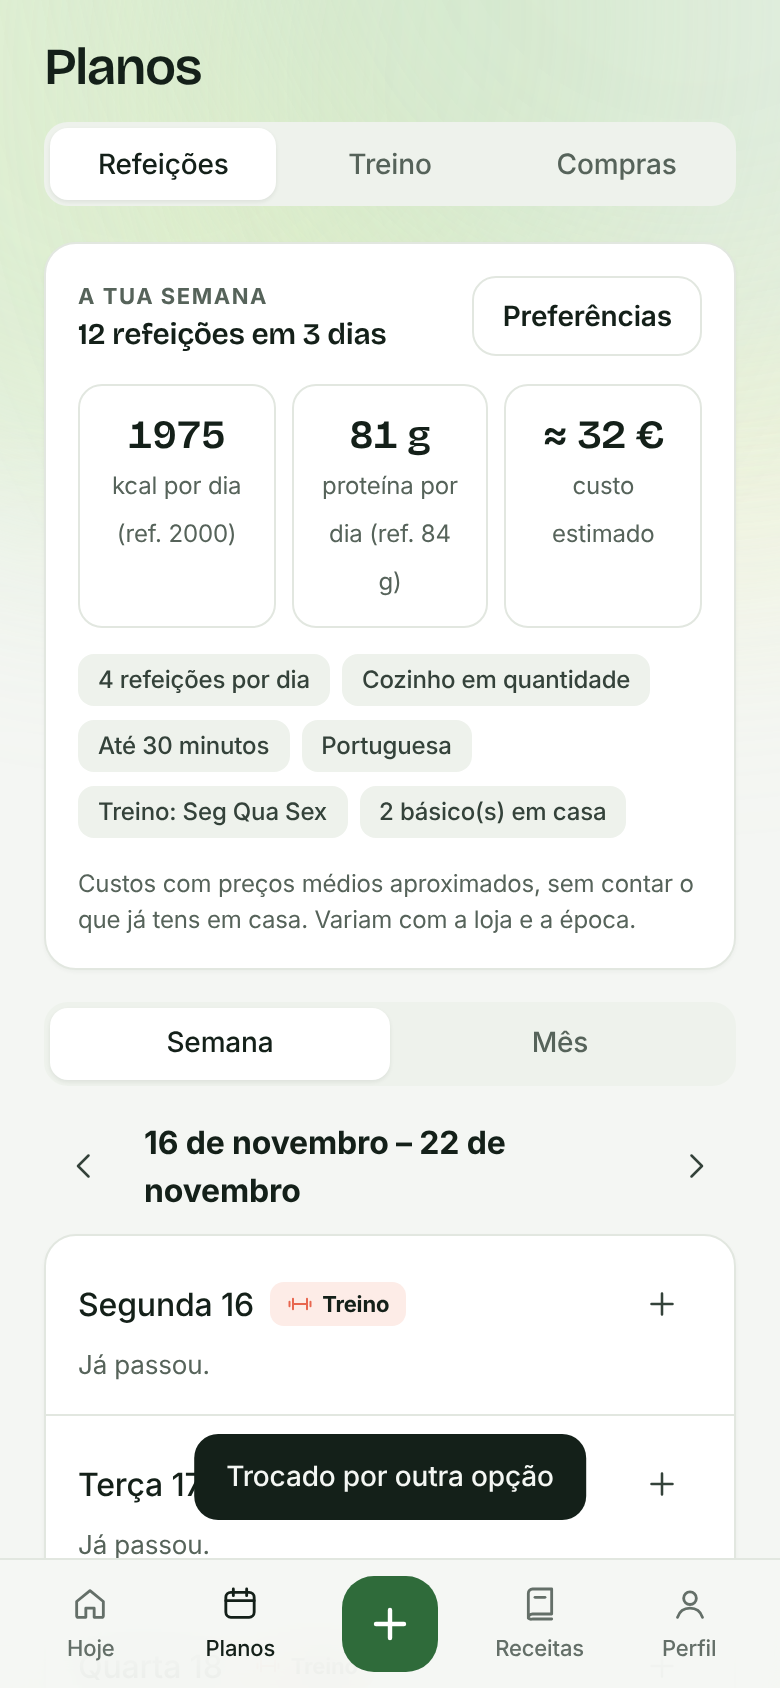 Planos
Refeições
Treino
Compras
A TUA SEMANA
12 refeições em 3 dias
Preferências
1975
kcal por dia
(ref. 2000)
81 g
proteína por
dia (ref. 84
g)
≈ 32 €
custo
estimado
4 refeições por dia
Cozinho em quantidade
Até 30 minutos
Portuguesa
Treino: Seg Qua Sex
2 básico(s) em casa
Custos com preços médios aproximados, sem contar o
que já tens em casa. Variam com a loja e a época.
Semana
Mês
16 de novembro – 22 de
novembro
Segunda 16
Treino
Já passou.
Terça 17
Trocado por outra opção
Já passou.
Quarta 18
Treino
Hoje
Planos
Receitas
Perfil